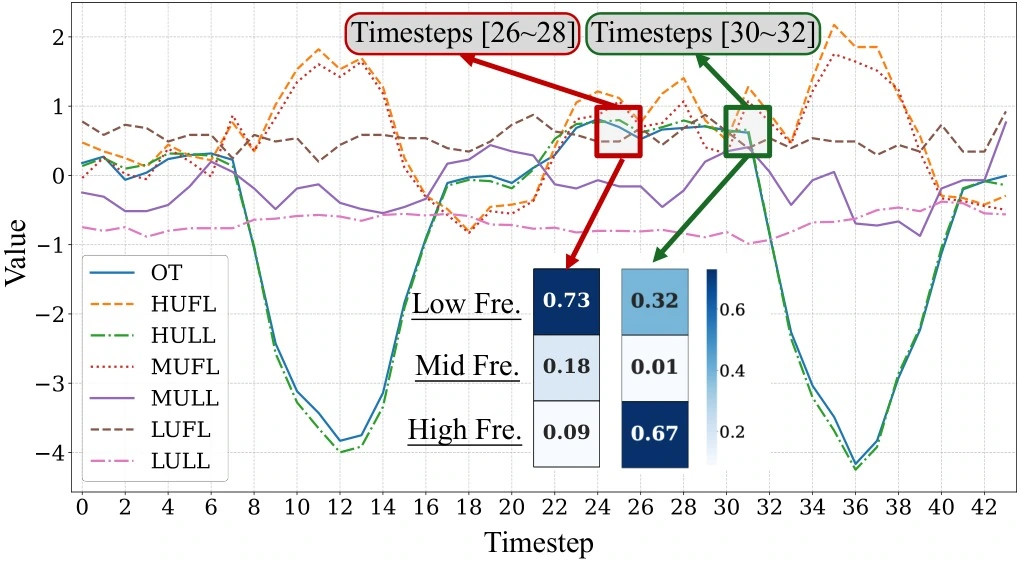 Timesteps [26~28]
Timesteps [30~32]
Value
2
1
0
−1
−2
−3
−4
OT
HUFL
HULL
MUFL
MULL
LUFL
LULL
Low Fre.
0.73
0.32
Mid Fre.
0.18
0.01
High Fre.
0.09
0.67
0.6
0.4
0.2
0 2 4 6 8 10 12 14 16 18 20 22 24 26 28 30 32 34 36 38 40 42
Timestep